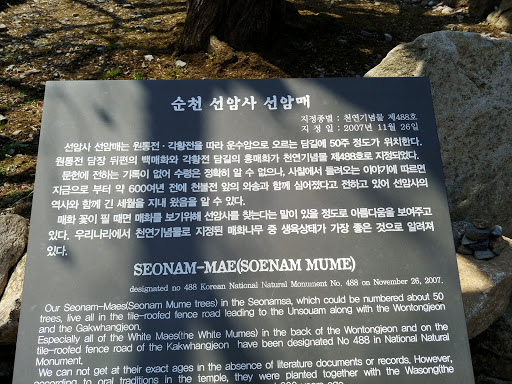 순천 선암사 선암매
지정종별 : 천연기념물 제488호
지 정 일 : 2007년 11월 26일
선암사 선암매는 원통전 · 각황전을 따라 운수암으로 오르는 담길에 50주 정도가 위치한다.
원통전 담장 뒤편의 백매화와 각황전 담길의 홍매화가 천연기념물 제488호로 지정되었다.
문헌에 전하는 기록이 없어 수령은 정확히 알 수 없으나, 사찰에서 들려오는 이야기에 따르면
지금으로 부터 약 600여년 전에 천불전 앞의 와송과 함께 심어졌다고 전하고 있어 선암사의
역사와 함께 긴 세월을 지내 왔음을 알 수 있다.
매화 꽃이 필 때면 매화를 보기위해 선암사를 찾는다는 말이 있을 정도로 아름다움을 보여주고
있다. 우리나라에서 천연기념물로 지정된 매화나무 중 생육상태가 가장 좋은 것으로 알려져
있다.
SEONAM-MAE(SOENAM MUME)
designated no 488 Korean National Natural Monument No. 488 on November 26, 2007.
Our Seonam-Maes(Seonam Mume trees) in the Seonamsa, which could be numbered about 50
trees, live all in the tile-roofed fence road leading to the Unsouam along with the Wontongjeon
and the Gakwhangjeon.
Especially all of the White Maes(the White Mumes) in the back of the Wontongjeon and on the
tile-roofed fence road of the Kakwhangjeon have been designated No 488 in National Natural
Monument.
We can not get at their exact ages in the absence of literature documents or records, However,
according to oral traditions in the temple, they were planted together with the Wasong(the